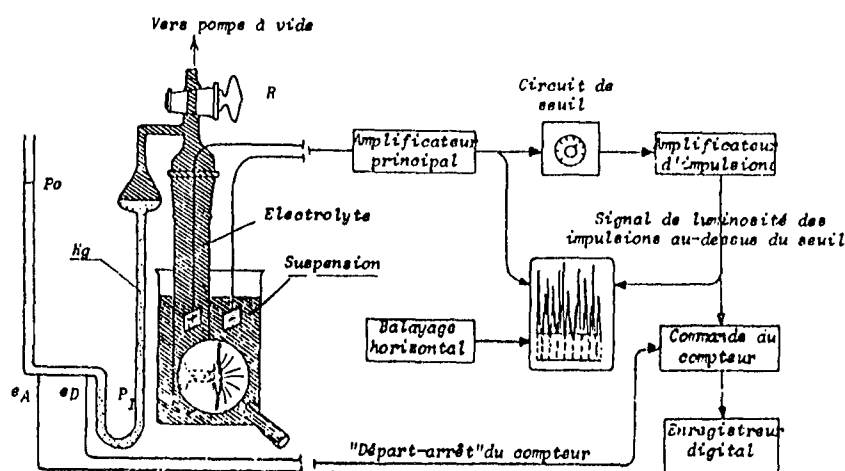 Vers pompe à vide
R
Circuit de
seuil
Amplificateur
principal
Amplificateur
d'impulsions
Po
Electrolyte
Signal de luminosité des
impulsions au-dessus du seuil
Hg
Suspension
+
-
Balayage
horizontal
Commande du
compteur
eA
eD
PI
"Départ-arrêt" du compteur
Enregistreur
digital